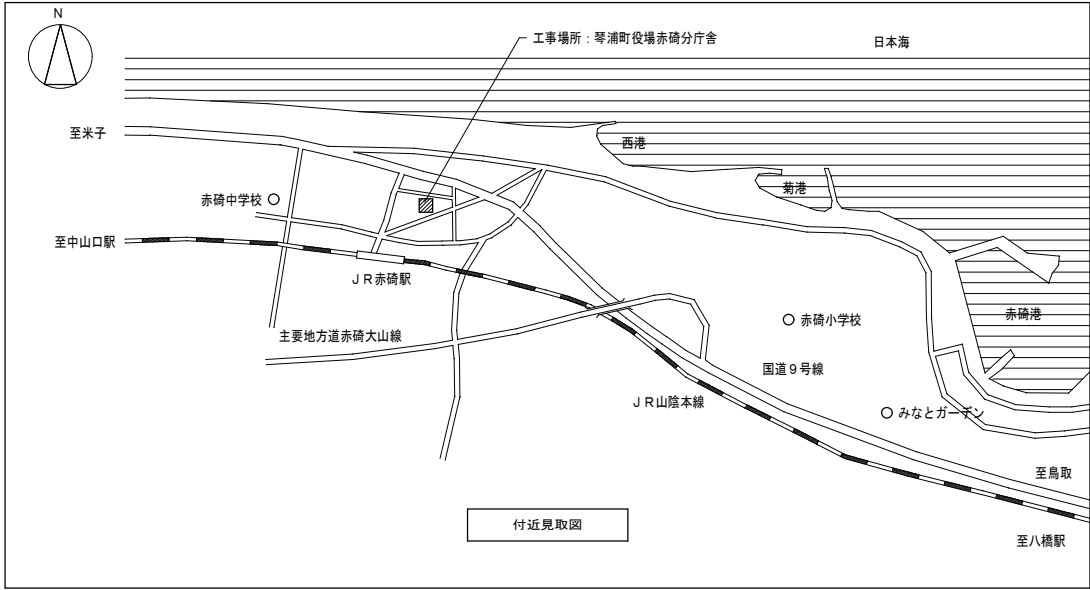 N
工事場所：琴浦町役場赤碕分庁舎
日本海
至米子
西港
菊港
赤碕中学校
至中山口駅
ＪＲ赤碕駅
赤碕港
赤碕小学校
主要地方道赤碕大山線
国道９号線
ＪＲ山陰本線
みなとガーデン
至鳥取
付近見取図
至八橋駅